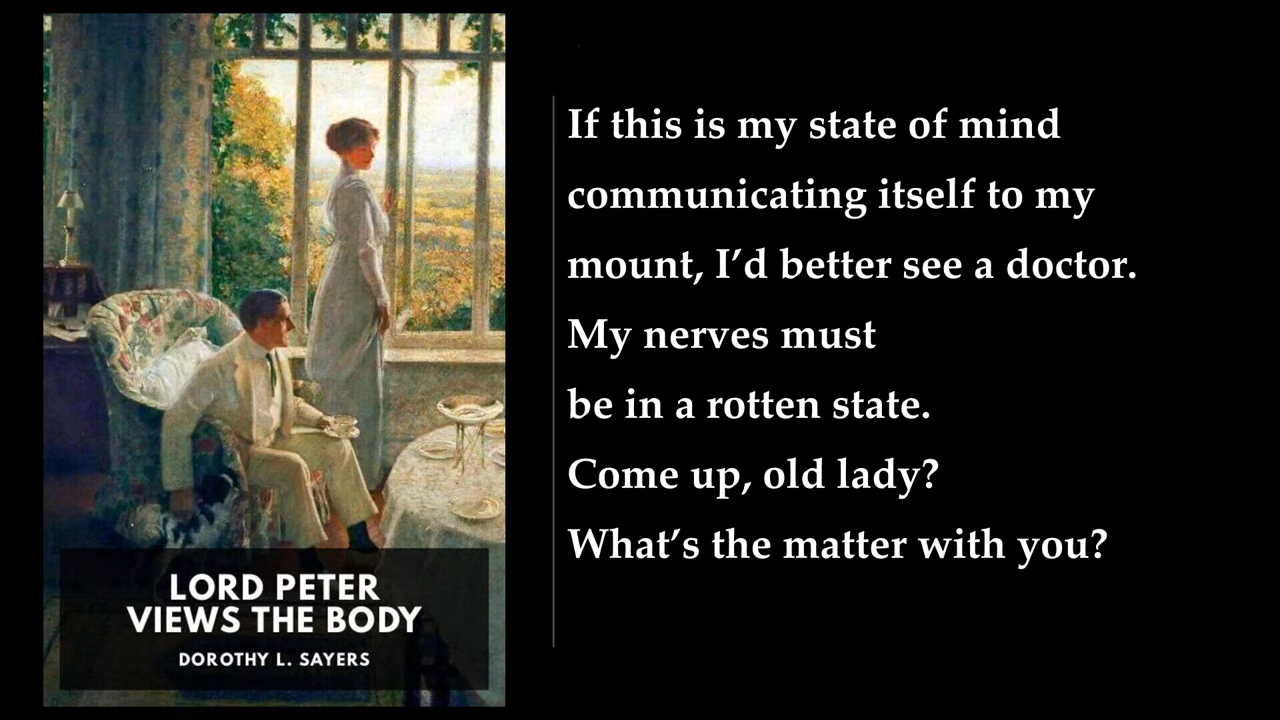 If this is my state of mind
communicating itself to my
mount, I’d better see a doctor.
My nerves must
be in a rotten state.
Come up, old lady?
What’s the matter with you?
LORD PETER
VIEWS THE BODY
DOROTHY L. SAYERS